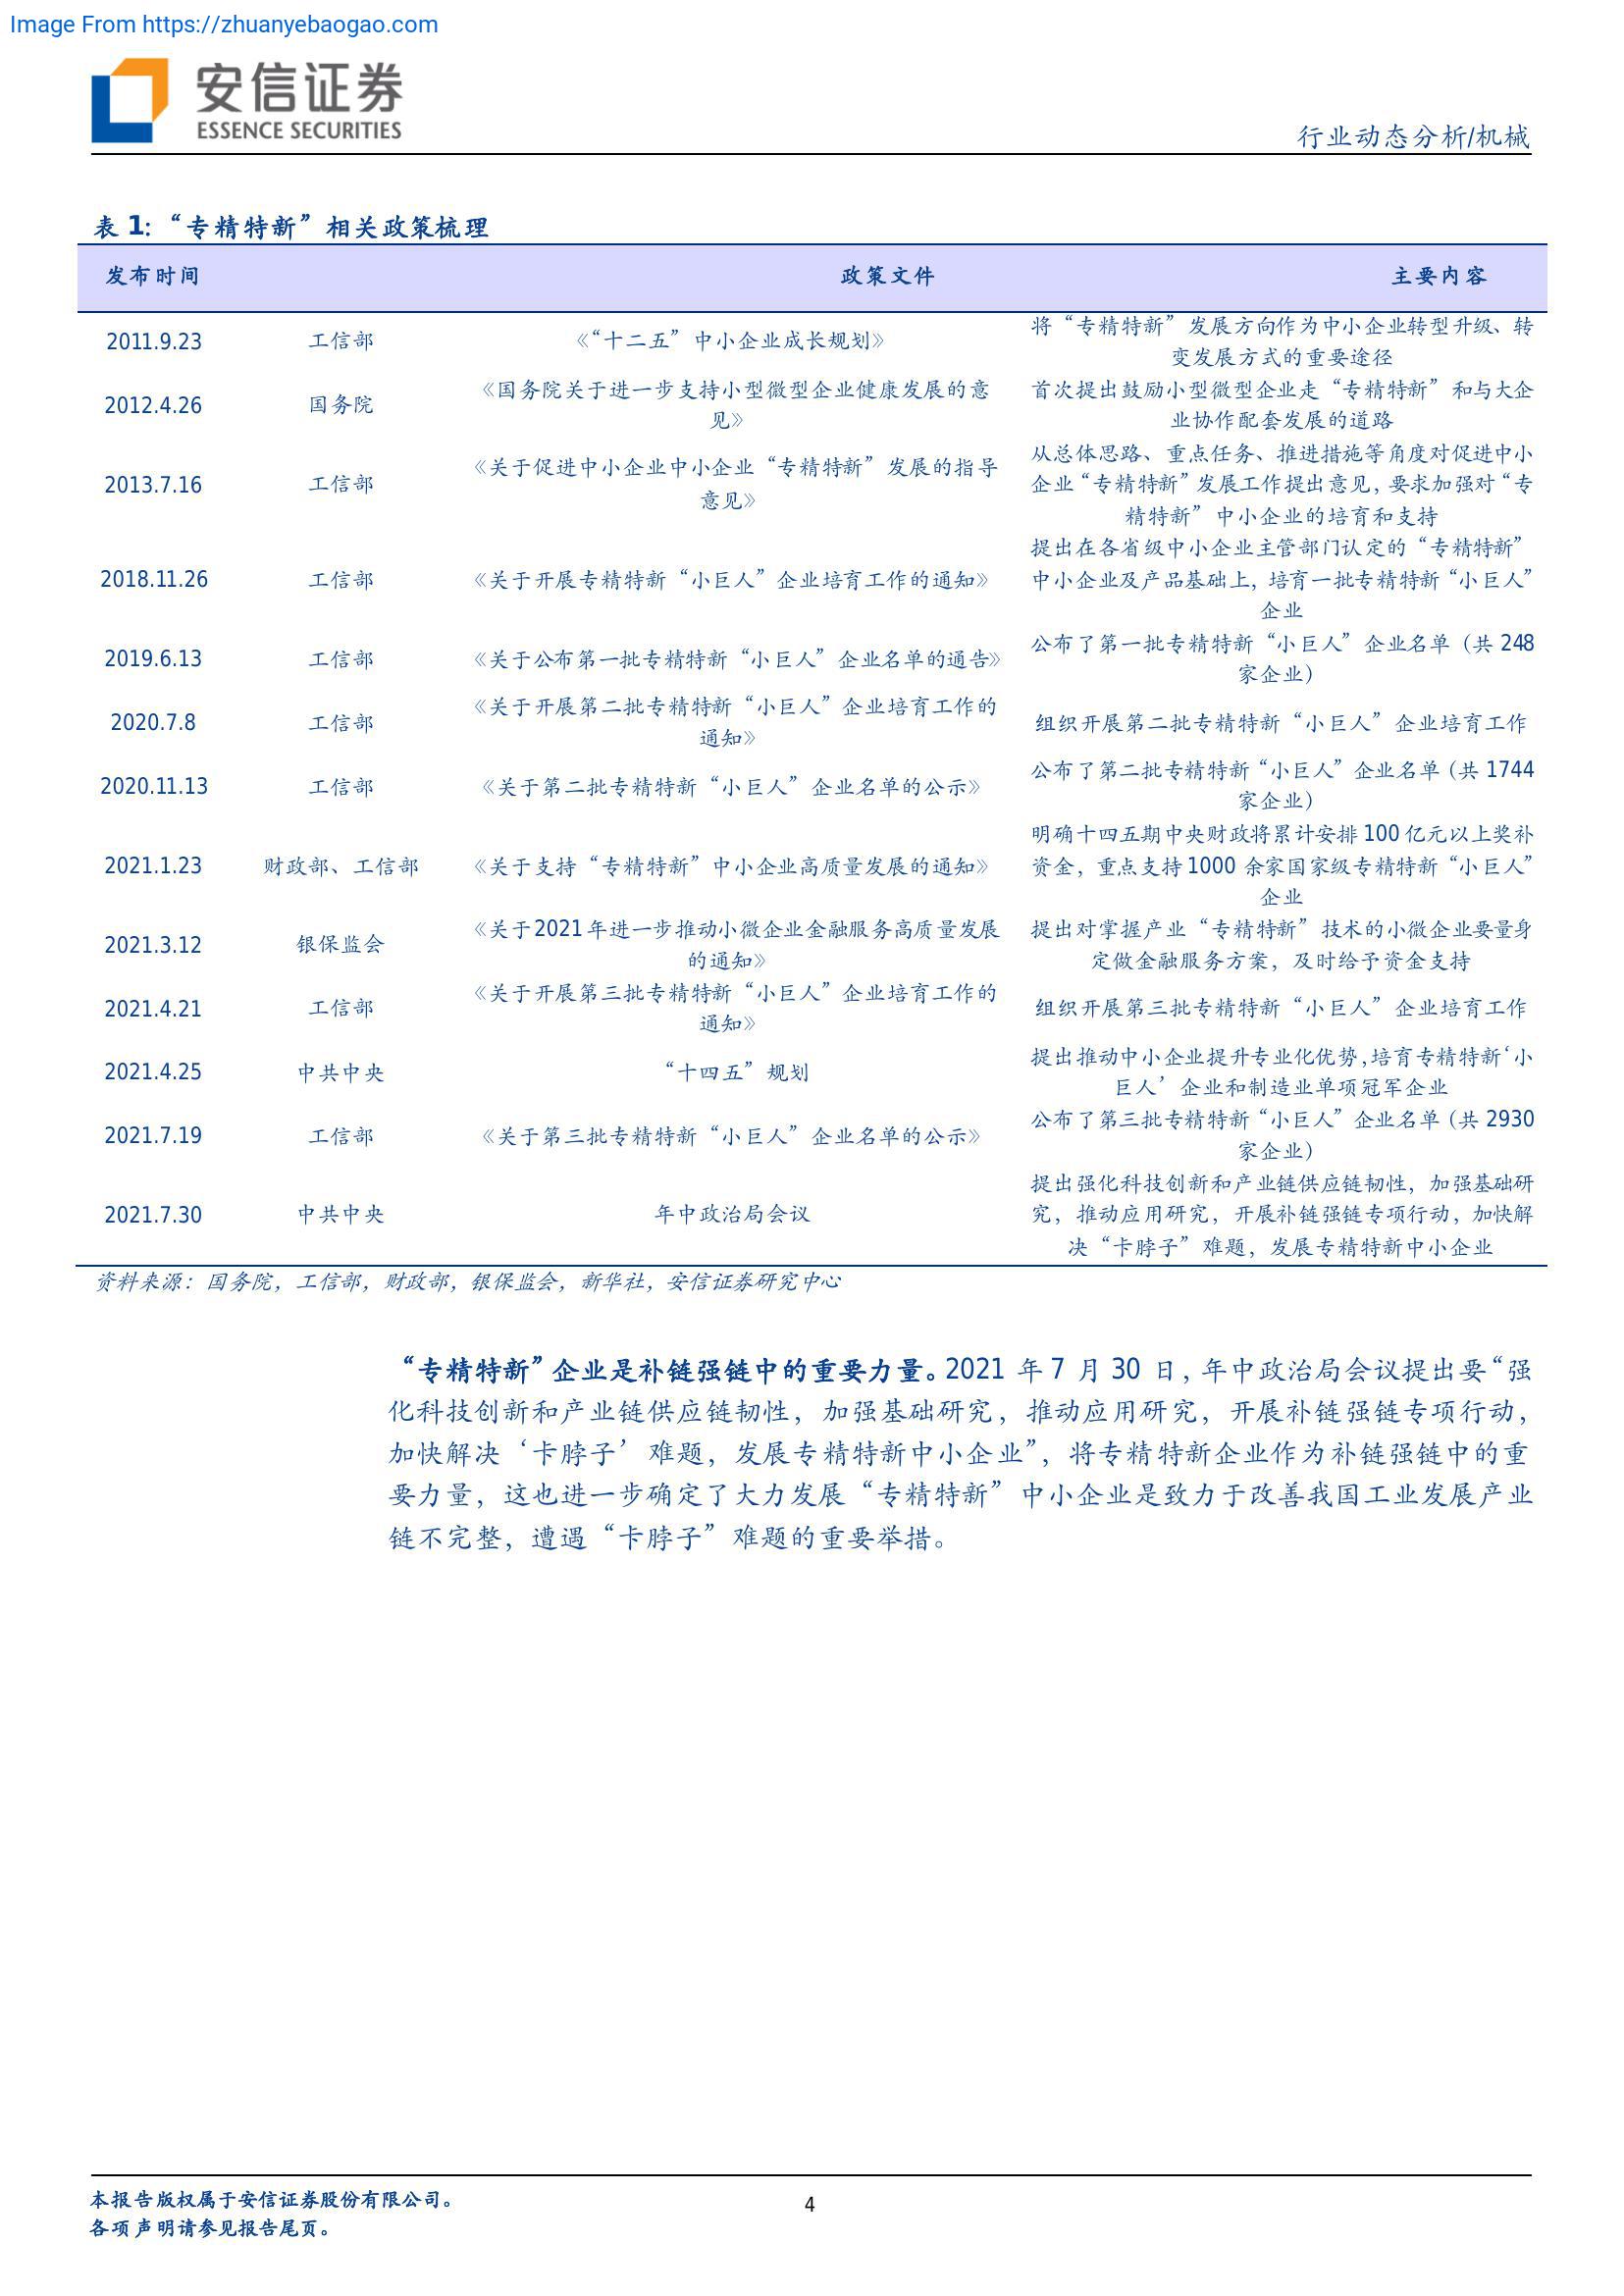 Image From https://zhuanyebaogao.com
安信证券
ESSENCE SECURITIES
行业动态分析/机械
表 1:“专精特新”相关政策梳理
发布时间 政策文件 主要内容
2011.9.23 工信部 《“十二五”中小企业成长规划》 将“专精特新”发展方向作为中小企业转型升级、转
变发展方式的重要途径
2012.4.26 国务院 《国务院关于进一步支持小型微型企业健康发展的意
见》
首次提出鼓励小型微型企业走“专精特新”和与大企
业协作配套发展的道路
2013.7.16 工信部 《关于促进中小企业中小企业“专精特新”发展的指导
意见》
从总体思路、重点任务、推进措施等角度对促进中小
企业“专精特新”发展工作提出意见,要求加强对“专
精特新”中小企业的培育和支持
2018.11.26 工信部 《关于开展专精特新“小巨人”企业培育工作的通知》
提出在各省级中小企业主管部门认定的“专精特新”
中小企业及产品基础上,培育一批专精特新“小巨人”
企业
2019.6.13 工信部 《关于公布第一批专精特新“小巨人”企业名单的通告》
公布了第一批专精特新“小巨人”企业名单(共 248
家企业)
2020.7.8 工信部 《关于开展第二批专精特新“小巨人”企业培育工作的
通知》
组织开展第二批专精特新“小巨人”企业培育工作
2020.11.13 工信部 《关于第二批专精特新“小巨人”企业名单的公示》
公布了第二批专精特新“小巨人”企业名单(共 1744
家企业)
2021.1.23 财政部、工信部 《关于支持“专精特新”中小企业高质量发展的通知》
明确十四五期中央财政将累计安排 100 亿元以上奖补
资金，重点支持 1000 余家国家级专精特新“小巨人”
企业
2021.3.12 银保监会 《关于 2021 年进一步推动小微企业金融服务高质量发展
的通知》
提出对掌握产业“专精特新”技术的小微企业要量身
定做金融服务方案，及时给予资金支持
2021.4.21 工信部 《关于开展第三批专精特新“小巨人”企业培育工作的
通知》
组织开展第三批专精特新“小巨人”企业培育工作
2021.4.25 中共中央 “十四五”规划
提出推动中小企业提升专业化优势,培育专精特新‘小
巨人’企业和制造业单项冠军企业
2021.7.19 工信部 《关于第三批专精特新“小巨人”企业名单的公示》
公布了第三批专精特新“小巨人”企业名单(共 2930
家企业)
2021.7.30 中共中央 年中政治局会议
提出强化科技创新和产业链供应链韧性，加强基础研
究，推动应用研究，开展补链强链专项行动，加快解
决“卡脖子”难题，发展专精特新中小企业
资料来源：国务院，工信部，财政部，银保监会，新华社，安信证券研究中心
“专精特新”企业是补链强链中的重要力量。2021 年 7 月 30 日,年中政治局会议提出要“强
化科技创新和产业链供应链韧性，加强基础研究，推动应用研究，开展补链强链专项行动，
加快解决‘卡脖子’难题，发展专精特新中小企业”，将专精特新企业作为补链强链中的重
要力量，这也进一步确定了大力发展“专精特新”中小企业是致力于改善我国工业发展产业
链不完整，遭遇“卡脖子”难题的重要举措。
本报告版权属于安信证券股份有限公司。
各项声明请参见报告尾页。
4